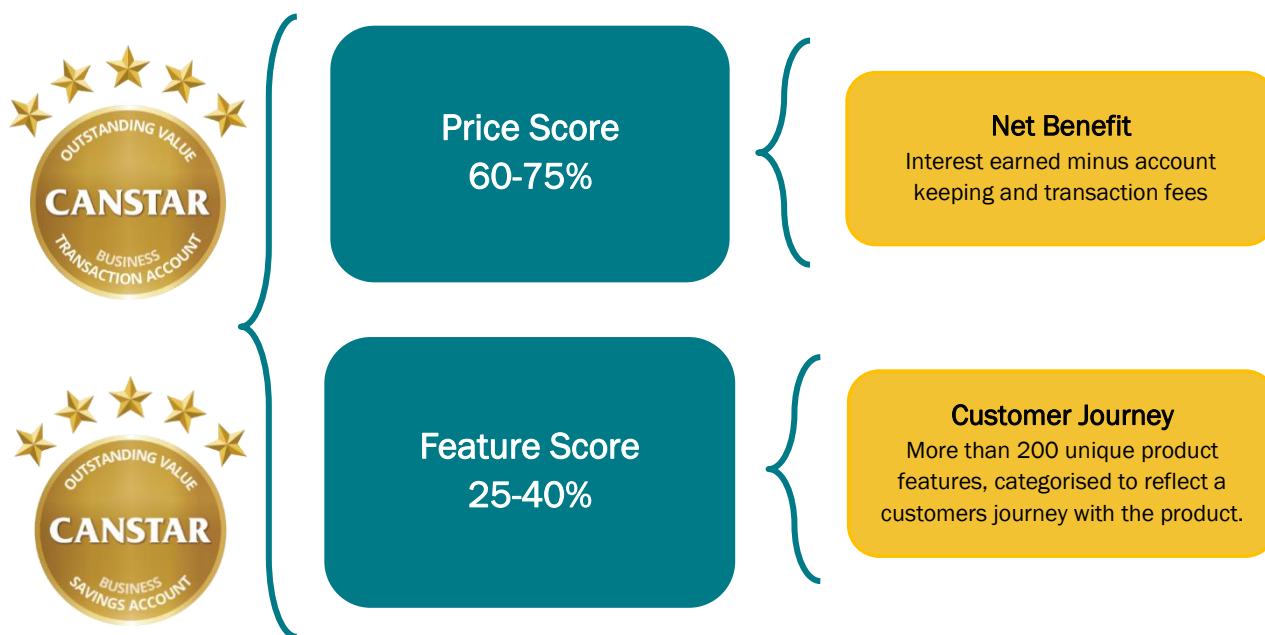 OUTSTANDING VALUE
CANSTAR
BUSINESS
TRANSACTION ACCOUNT
OUTSTANDING VALUE
CANSTAR
BUSINESS
SAVINGS ACCOUNT
Price Score
60-75%
Net Benefit
Interest earned minus account
keeping and transaction fees
Feature Score
25-40%
Customer Journey
More than 200 unique product
features, categorised to reflect a
customers journey with the product.